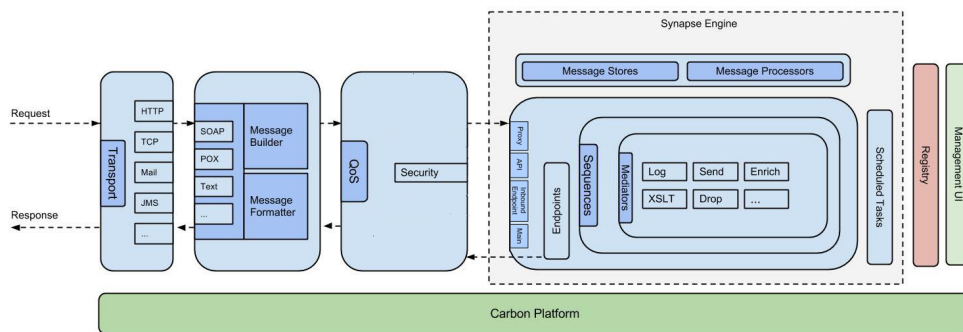 Synapse Engine
Message Stores
Message Processors
Request
Response
Transport
HTTP
TCP
Mail
JMS
...
SOAP
POX
Text
...
Message
Builder
Message
Formatter
QoS
Security
Proxy
API
Inbound
Endpoint
Main
Endpoints
Sequences
Mediators
Log
Send
Enrich
XSLT
Drop
...
Scheduled Tasks
Registry
Management UI
Carbon Platform